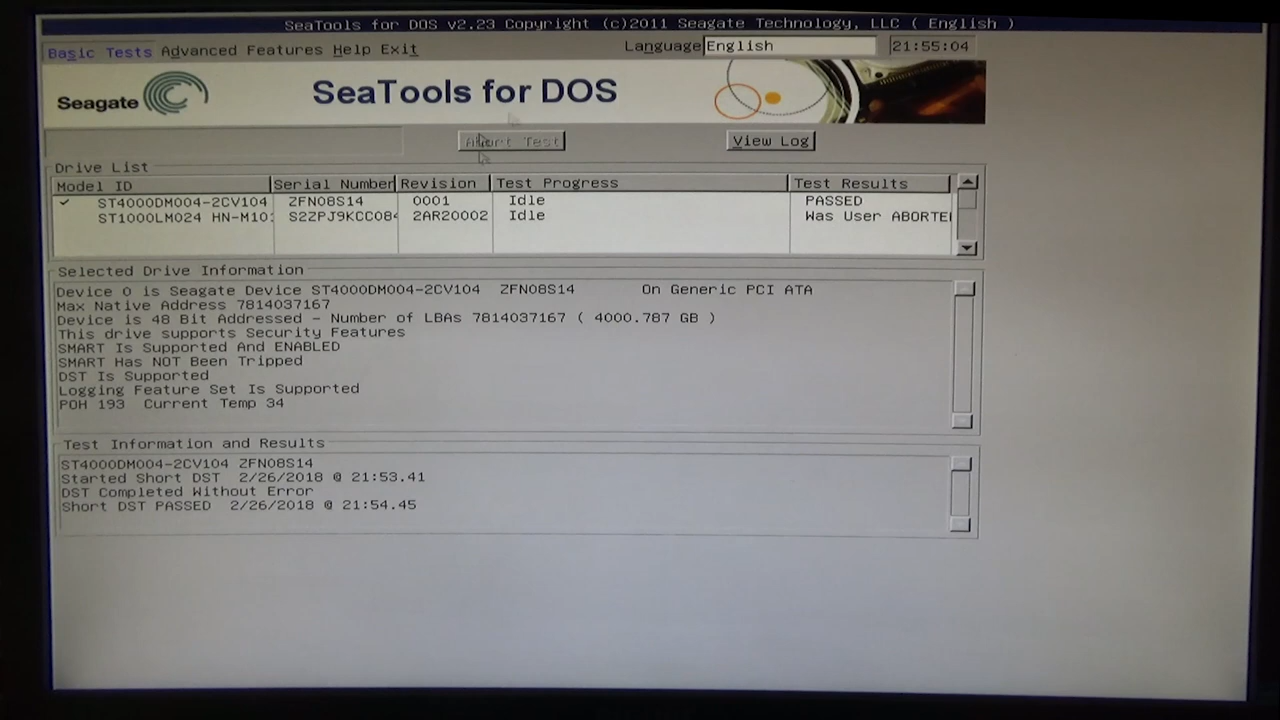 SeaTools for DOS v2.23 Copyright (c)2011 Seagate Technology, LLC ( English )
Basic Tests Advanced Features Help Exit Language English 21:55:04
Seagate SeaTools for DOS
Abort Test View Log
Drive List
Model ID Serial Number Revision Test Progress Test Results
ST4000DM004-2CV104 ZFN08S14 0001 Idle PASSED
ST1000LM024 HN-M10 S2ZPJ9KCC08 2AR20002 Idle Was User ABORTE
Selected Drive Information
Device 0 is Seagate Device ST4000DM004-2CV104 ZFN08S14 On Generic PCI ATA
Max Native Address 7814037167
Device is 48 Bit Addressed - Number of LBAs 7814037167 ( 4000.787 GB )
This drive supports Security Features
SMART Is Supported And ENABLED
SMART Has NOT Been Tripped
DST Is Supported
Logging Feature Set Is Supported
POH 193 Current Temp 34
Test Information and Results
ST4000DM004-2CV104 ZFN08S14
Started Short DST 2/26/2018 @ 21:53.41
DST Completed Without Error
Short DST PASSED 2/26/2018 @ 21:54.45